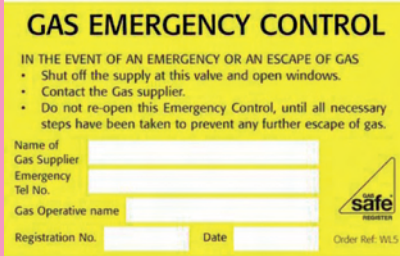 GAS EMERGENCY CONTROL
IN THE EVENT OF AN EMERGENCY OR AN ESCAPE OF GAS
• Shut off the supply at this valve and open windows.
• Contact the Gas supplier.
• Do not re-open this Emergency Control, until all necessary
steps have been taken to prevent any further escape of gas.
Name of
Gas Supplier
Emergency
Tel No.
Gas Operative name
Registration No.
Date
GAS
safe
REGISTER
Order Ref: WL5